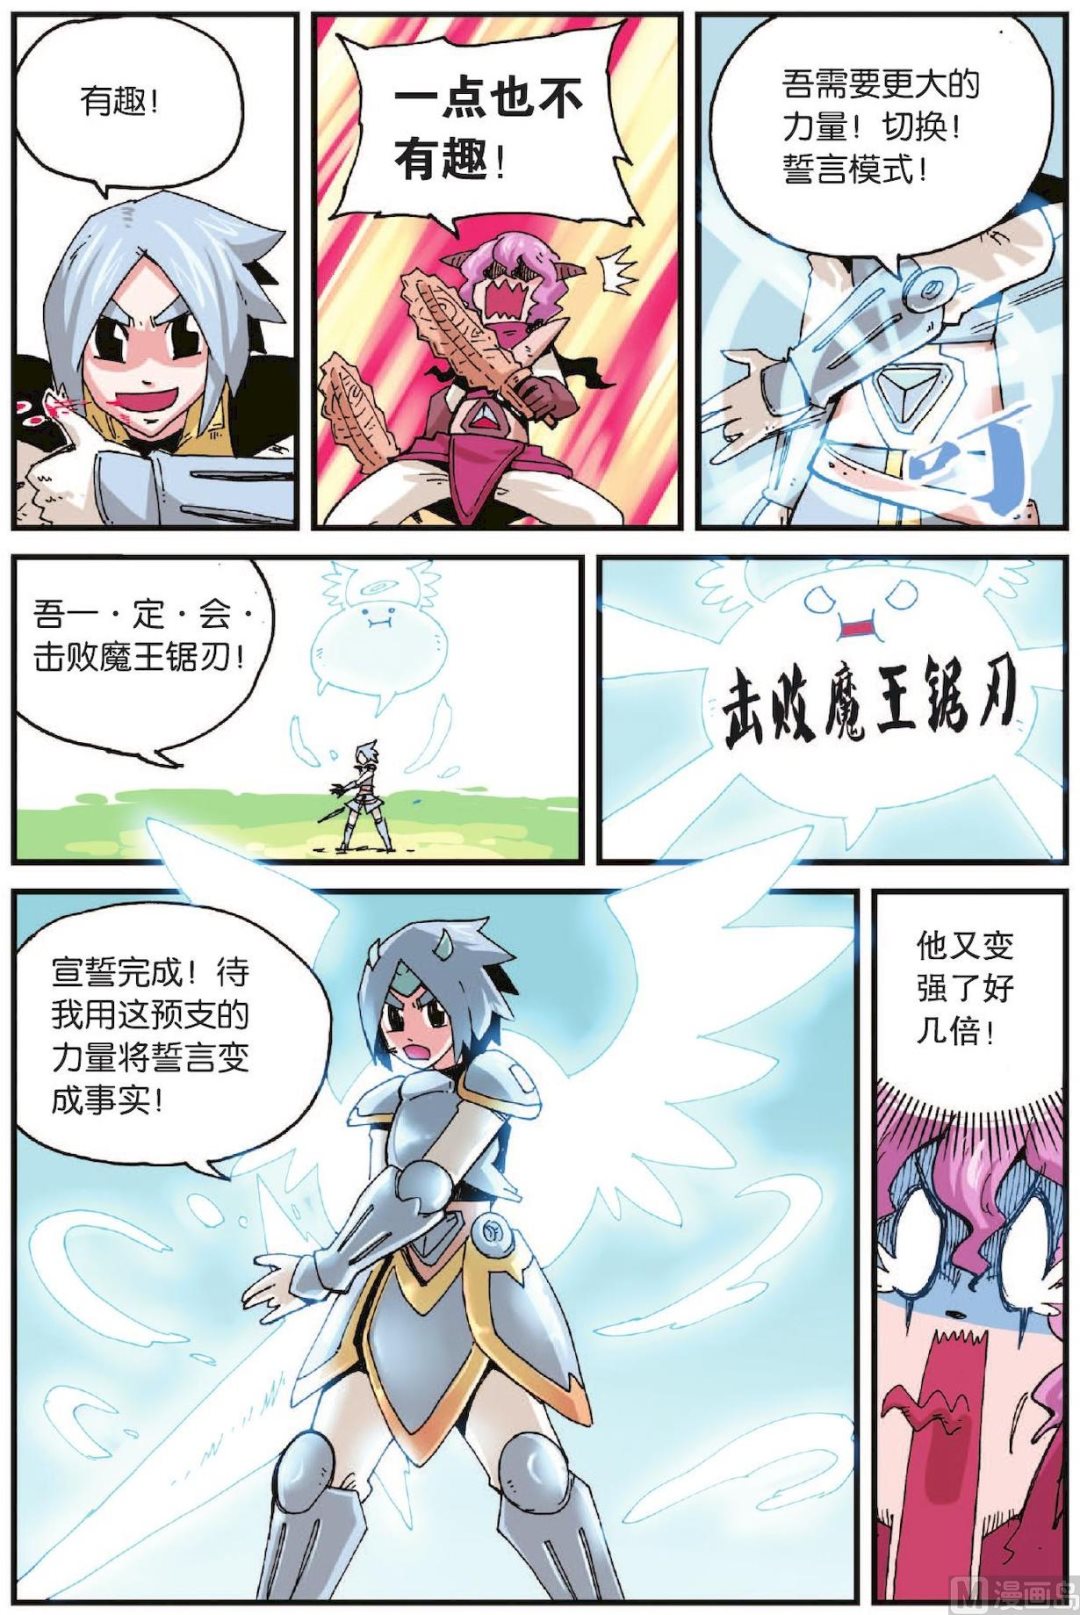 有趣！
一点也不
有趣！
吾需要更大的
力量！切换！
誓言模式！
叼
吾一·定·会·
击败魔王锯刃！
击败魔王锯刃
宣誓完成！待
我用这预支的
力量将誓言变
成事实！
他又变
强了好
几倍！
M 漫画岛